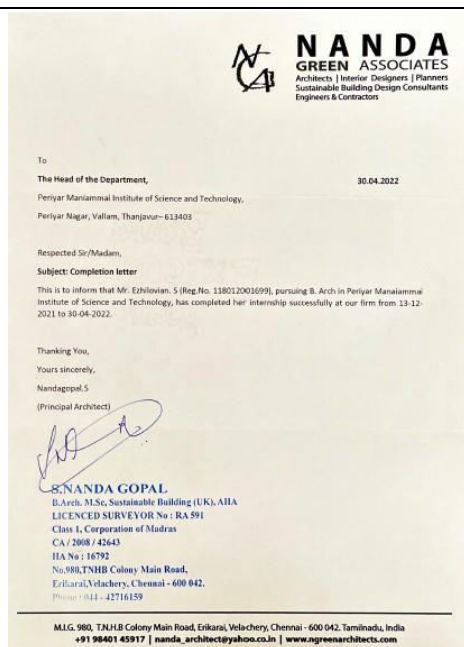 NGA
NANDA
GREEN ASSOCIATES
Architects | Interior Designers | Planners
Sustainable Building Design Consultants
Engineers & Contractors
To
The Head of the Department,
30.04.2022
Periyar Maniammai Institute of Science and Technology,
Periyar Nagar, Vallam, Thanjavur– 613403
Respected Sir/Madam,
Subject: Completion letter
This is to inform that Mr. Ezhilovian. S (Reg.No. 118012001699), pursuing B. Arch in Periyar Manaiammai
Institute of Science and Technology, has completed her internship successfully at our firm from 13-12-
2021 to 30-04-2022.
Thanking You,
Yours sincerely,
Nandagopal.S
(Principal Architect)
S.NANDA GOPAL
B.Arch. M.Sc, Sustainable Building (UK), AIIA
LICENCED SURVEYOR No : RA 591
Class 1, Corporation of Madras
CA / 2008 / 42643
IIA No : 16792
No.980,TNHB Colony Main Road,
Erikarai,Velachery, Chennai - 600 042.
Phone : 044 - 42716159
M.I.G. 980, T.N.H.B Colony Main Road, Erikarai, Velachery, Chennai - 600 042. Tamilnadu, India
+91 98401 45917 | nanda_architect@yahoo.co.in | www.ngreenarchitects.com